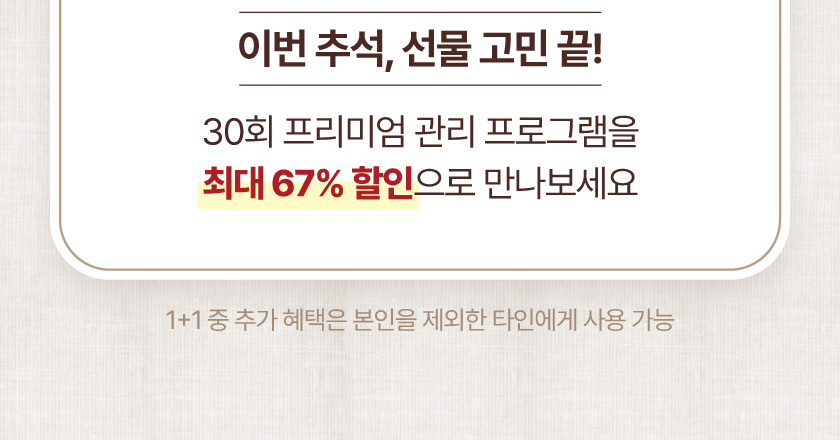 이번 추석, 선물 고민 끝!
30회 프리미엄 관리 프로그램을
최대 67% 할인으로 만나보세요
1+1 중 추가 혜택은 본인을 제외한 타인에게 사용 가능